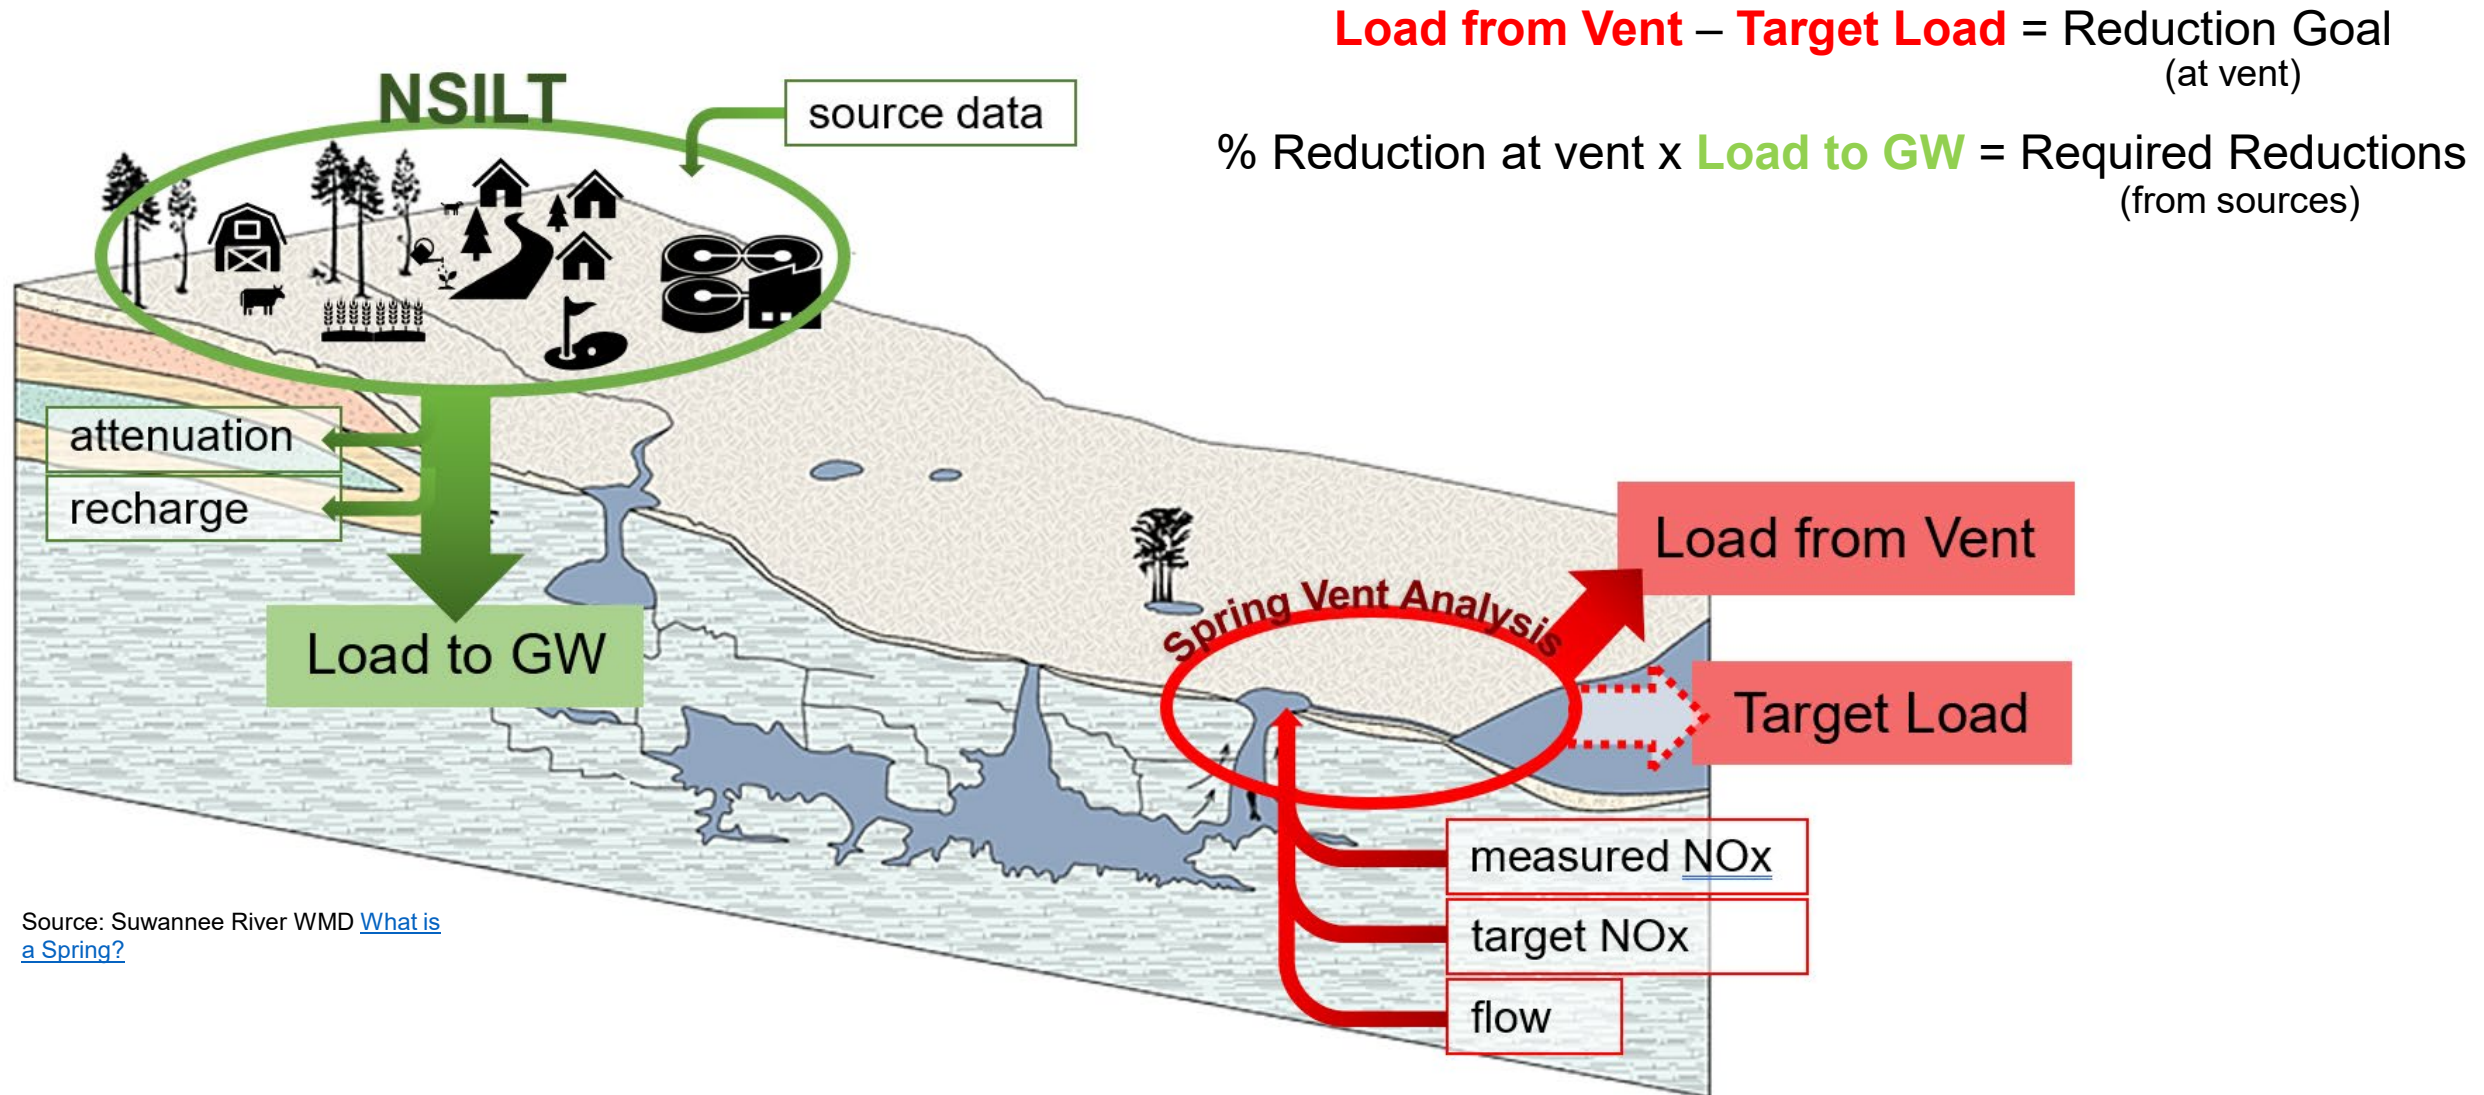 Load from Vent – Target Load = Reduction Goal
(at vent)
% Reduction at vent x Load to GW = Required Reductions
(from sources)
NSILT
source data
attenuation
recharge
Load to GW
Spring Vent Analysis
Load from Vent
Target Load
measured NOx
target NOx
flow
Source: Suwannee River WMD What is
a Spring?